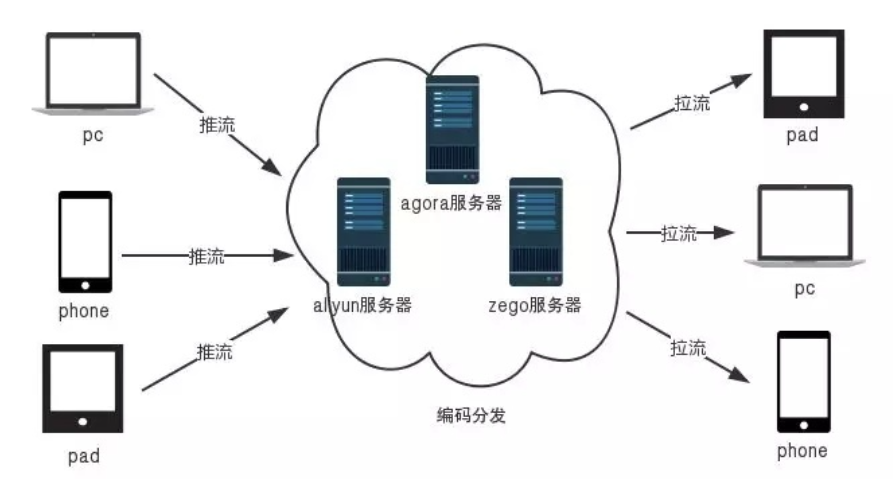 pc
推流
phone
推流
pad
推流
agora服务器
aliyun服务器
zego服务器
编码分发
拉流
pad
拉流
pc
拉流
phone